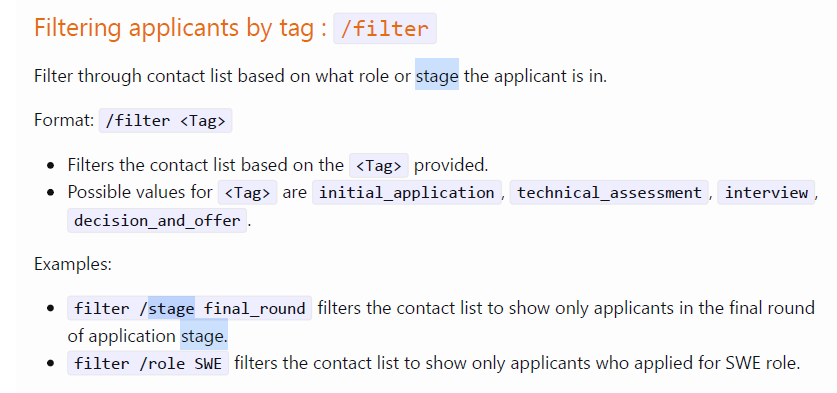 Filtering applicants by tag : /filter
Filter through contact list based on what role or stage the applicant is in.
Format: /filter <Tag>
• Filters the contact list based on the <Tag> provided.
• Possible values for <Tag> are initial_application, technical_assessment, interview,
decision_and_offer.
Examples:
• filter /stage final_round filters the contact list to show only applicants in the final round
of application stage.
• filter /role SWE filters the contact list to show only applicants who applied for SWE role.